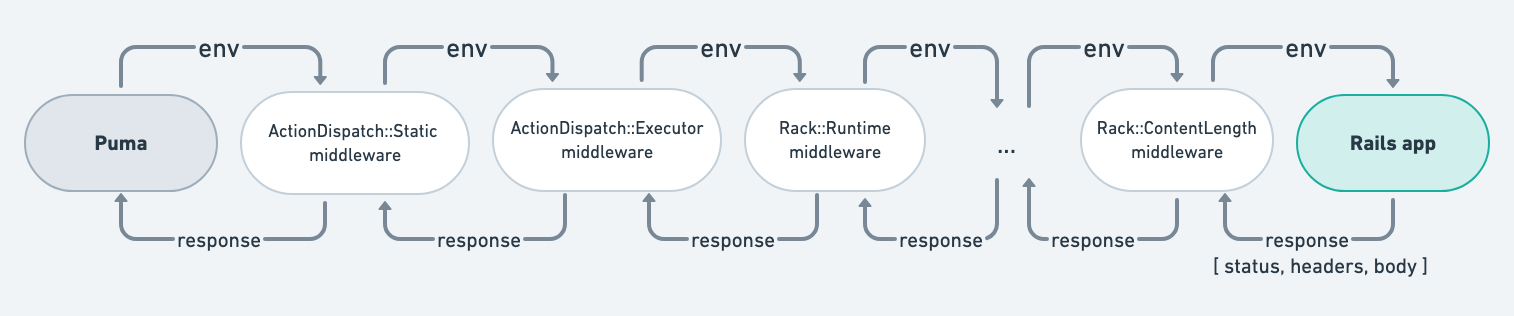 env
env
env
env
env
env
Puma
ActionDispatch::Static
middleware
ActionDispatch::Executor
middleware
Rack::Runtime
middleware
...
Rack::ContentLength
middleware
Rails app
response
response
response
response
response
response
[ status, headers, body ]